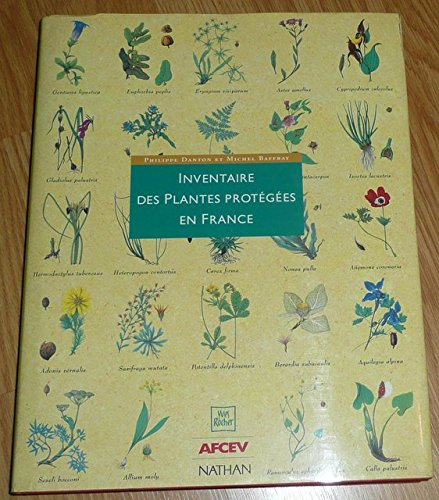 Gentiana ligustica
Euphorbia peplis
Eryngium viviparum
Aster amellus
Cypripedium calceolus
Gladiolus palustris
Isoetes lacustris
PHILIPPE DANTON ET MICHEL BAFFRAY
INVENTAIRE
DES PLANTES PROTÉGÉES
EN FRANCE
Hermodactylus tuberosus
Heteropogon contortus
Carex firma
Nonea pulla
Anemone coronaria
Adonis vernalis
Saxifraga mutata
Potentilla delphinensis
Berardia subacaulis
Aquilegia alpina
Yves
Rocher
AFCEV
NATHAN
Seseli bocconi
Allium moly
Calla palustris